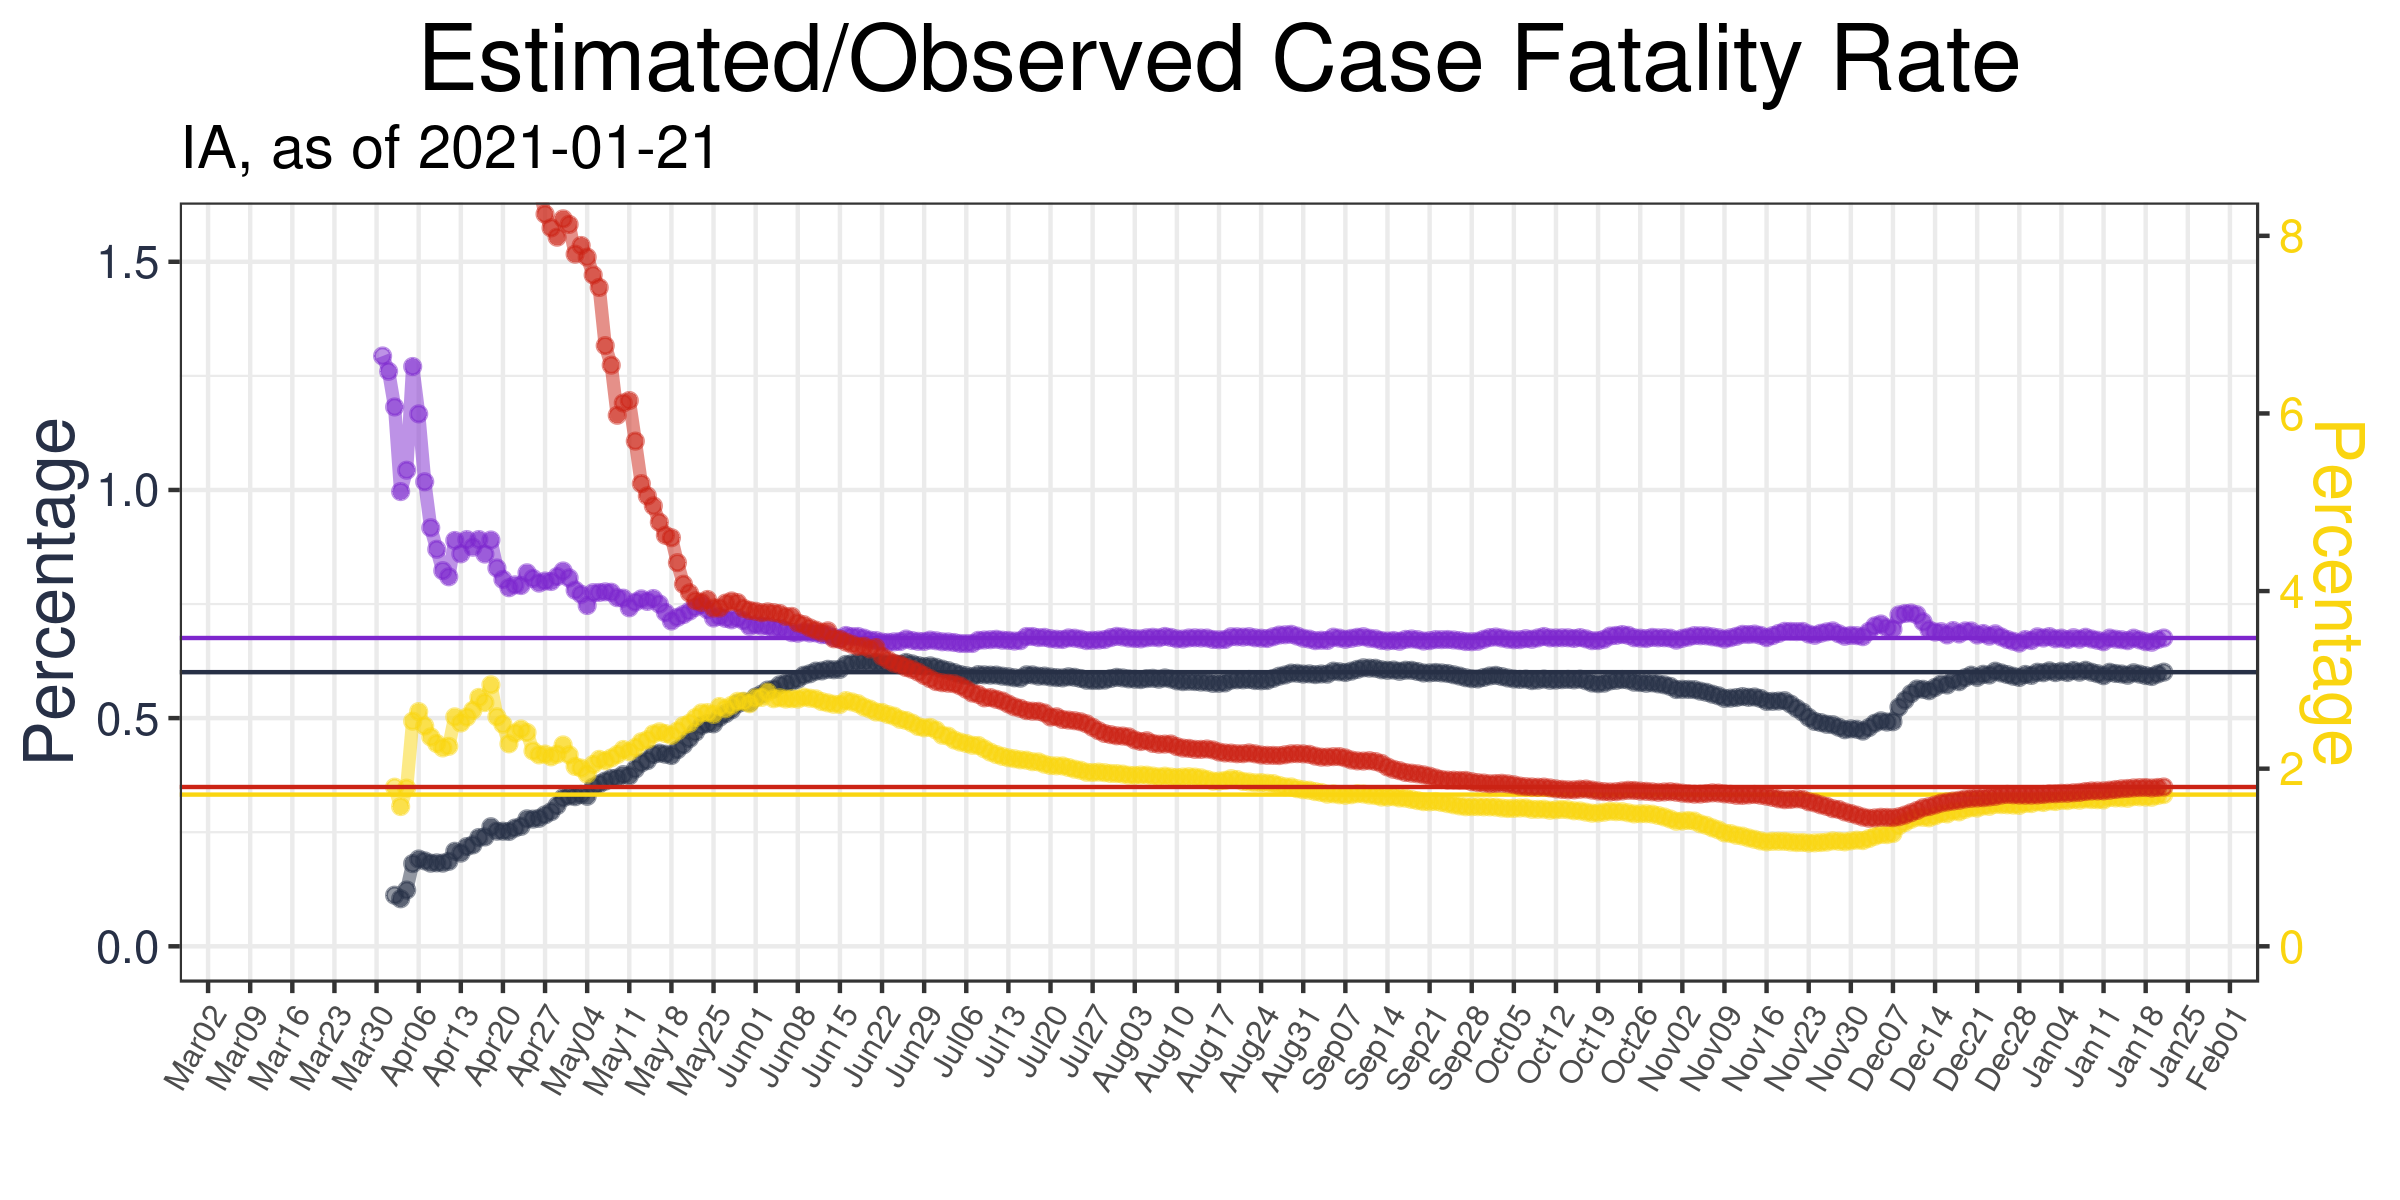 Estimated/Observed Case Fatality Rate
IA, as of 2021-01-21
Percentage
1.5
1.0
0.5
0.0
8
6
4
2
0
Percentage
Mar02
Mar09
Mar16
Mar23
Mar30
Apr06
Apr13
Apr20
Apr27
May04
May11
May18
May25
Jun01
Jun08
Jun15
Jun22
Jun29
Jul06
Jul13
Jul20
Jul27
Aug03
Aug10
Aug17
Aug24
Aug31
Sep07
Sep14
Sep21
Sep28
Oct05
Oct12
Oct19
Oct26
Nov02
Nov09
Nov16
Nov23
Nov30
Dec07
Dec14
Dec21
Dec28
Jan04
Jan11
Jan18
Jan25
Feb01